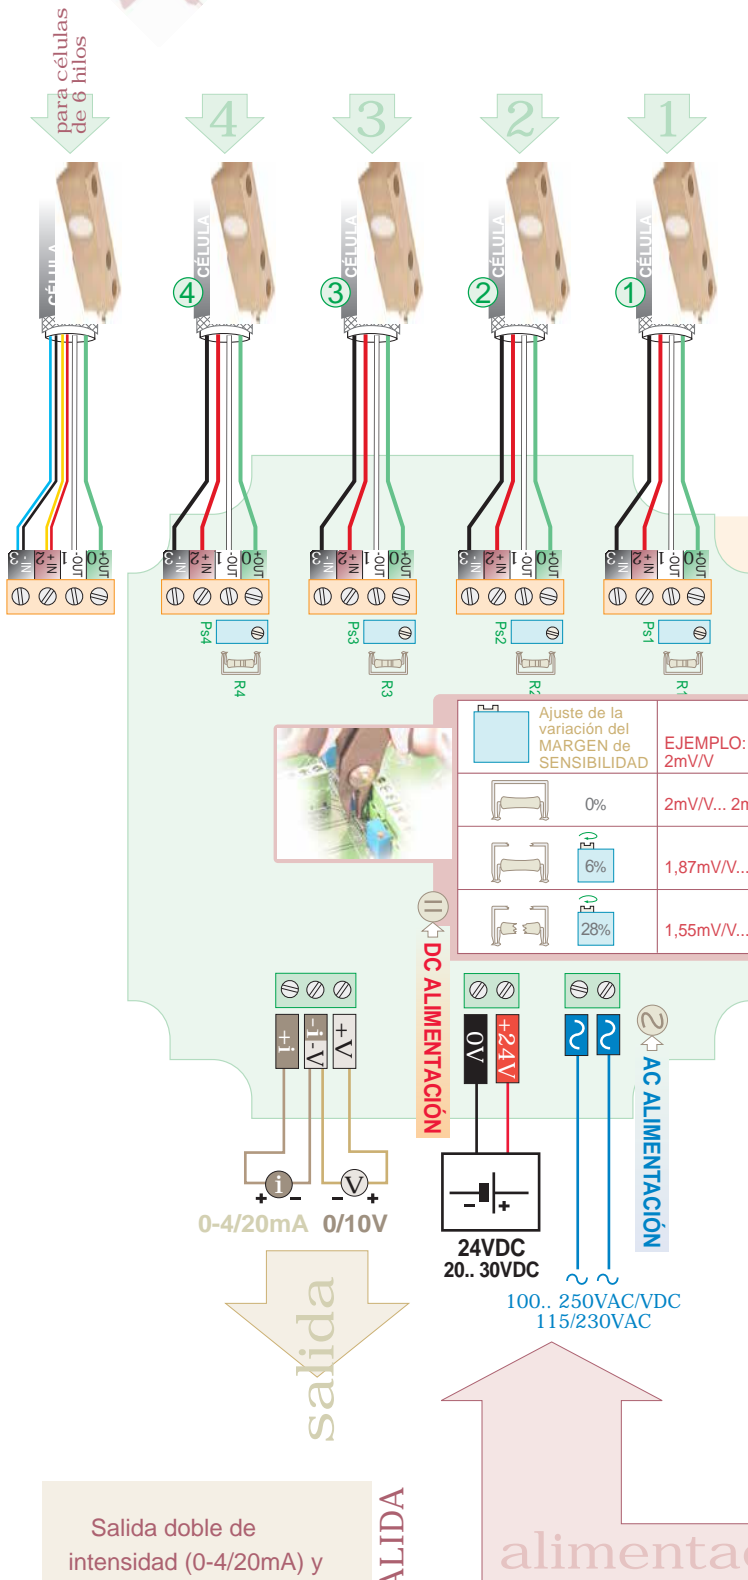 para células
de 6 hilos
4
3
2
1
CÉLULA
CÉLULA
4
CÉLULA
3
CÉLULA
2
CÉLULA
1
3 - IN
2 + IN
1 -OUT
0 +OUT
3 - IN
2 + IN
1 -OUT
0 +OUT
3 - IN
2 + IN
1 -OUT
0 +OUT
3 - IN
2 + IN
1 -OUT
0 +OUT
3 - IN
2 + IN
1 -OUT
0 +OUT
Ps4
Ps3
Ps2
Ps1
R4
R3
R2
R1
Ajuste de la
variación del
MARGEN de
SENSIBILIDAD
EJEMPLO:
2mV/V
0%
2mV/V... 2m
6%
1,87mV/V...
28%
1,55mV/V...
DC ALIMENTACIÓN
AC ALIMENTACIÓN
+i
-i -V
+V
0V
+24V
i
+ -
V
- +
0-4/20mA 0/10V
- +
24VDC
20.. 30VDC
100.. 250VAC/VDC
115/230VAC
salida
Salida doble de
intensidad (0-4/20mA) y
ALIDA
alimentac